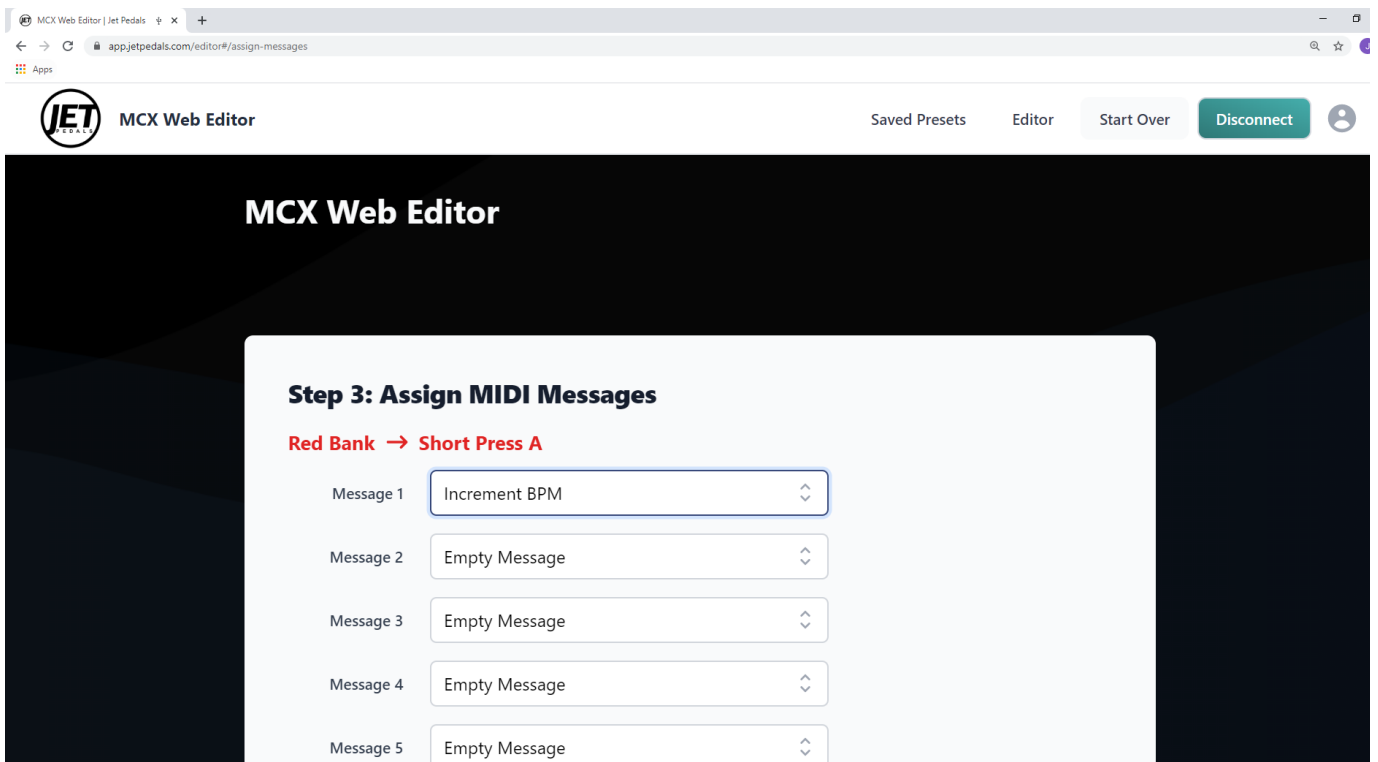 MCX Web Editor | Jet Pedals
app.jetpedals.com/editor#/assign-messages
Apps
JET
PEDALS
MCX Web Editor
Saved Presets
Editor
Start Over
Disconnect
MCX Web Editor
Step 3: Assign MIDI Messages
Red Bank → Short Press A
Message 1 Increment BPM
Message 2 Empty Message
Message 3 Empty Message
Message 4 Empty Message
Message 5 Empty Message